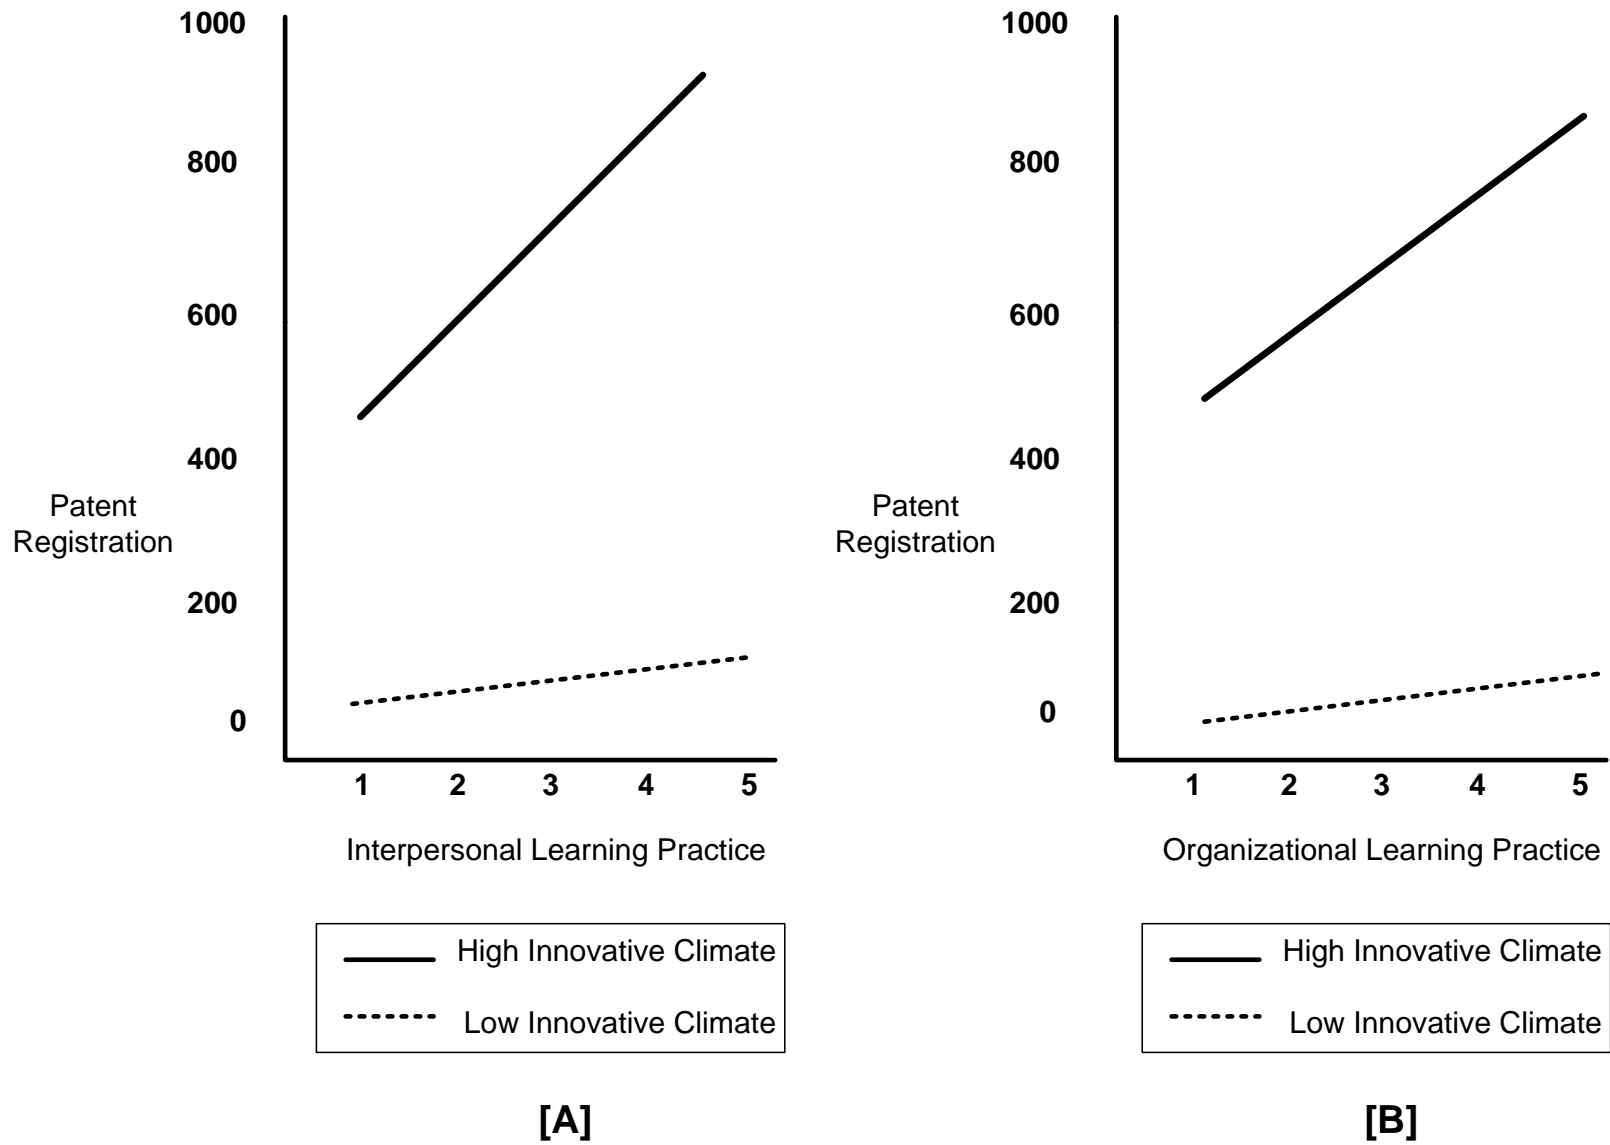 1000
800
600
400
Patent
Registration
200
0
1 2 3 4 5
Interpersonal Learning Practice
High Innovative Climate
Low Innovative Climate
[A]
1000
800
600
400
Patent
Registration
200
0
1 2 3 4 5
Organizational Learning Practice
High Innovative Climate
Low Innovative Climate
[B]